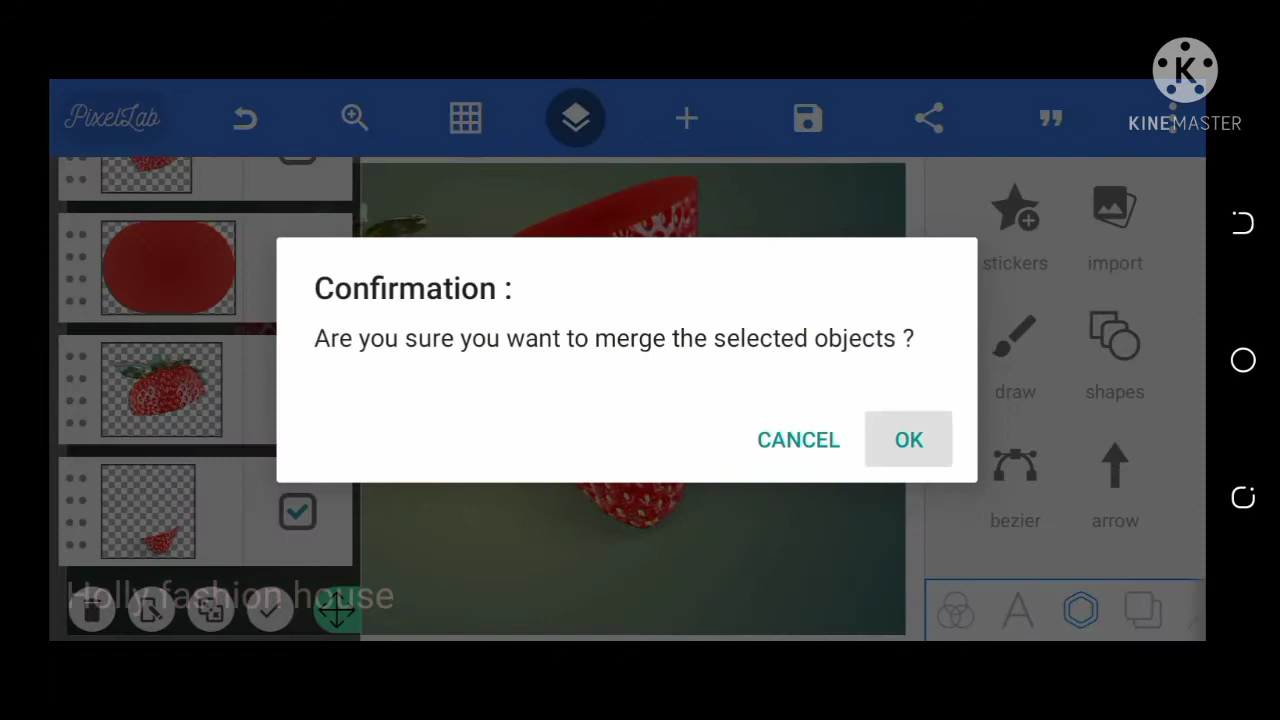 PixelLab
KINEMASTER
stickers
import
Confirmation :
Are you sure you want to merge the selected objects ?
draw
shapes
CANCEL
OK
bezier
arrow
Holly fashion house